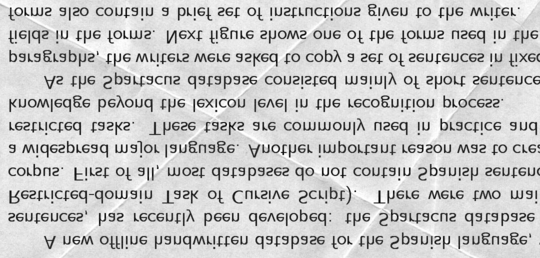 A new offline handwritten database for the Spanish language,
sentences, has recently been developed: the Spartacus database
Restricted-domain Task of Cursive Script). There were two mai
corpus. First of all, most databases do not contain Spanish sentenc
a widespread major language. Another important reason was to crea
restricted tasks. These tasks are commonly used in practice and
knowledge beyond the lexicon level in the recognition process.
As the Spartacus database consisted mainly of short sentence
paragraphs, the writers were asked to copy a set of sentences in fixed
fields in the forms. Next figure shows one of the forms used in the
forms also contain a brief set of instructions given to the writer.